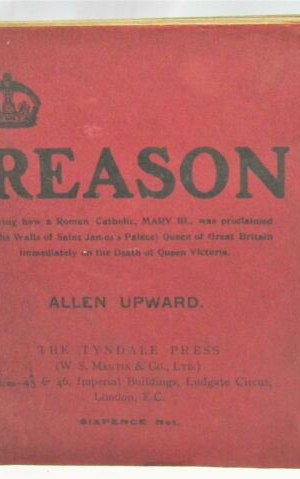 REASON
ing how a Roman Catholic, MARY III., was proclaimed
he Walls of Saint James's Palace) Queen of Great Britain
immediately on the Death of Queen Victoria.
ALLEN UPWARD.
THE TYNDALE PRESS
(W. S. & Co., Ltd.)
& 46, Imperial Buildings, Ludgate Circus,
London, E.C.
SIXPENCE Net.